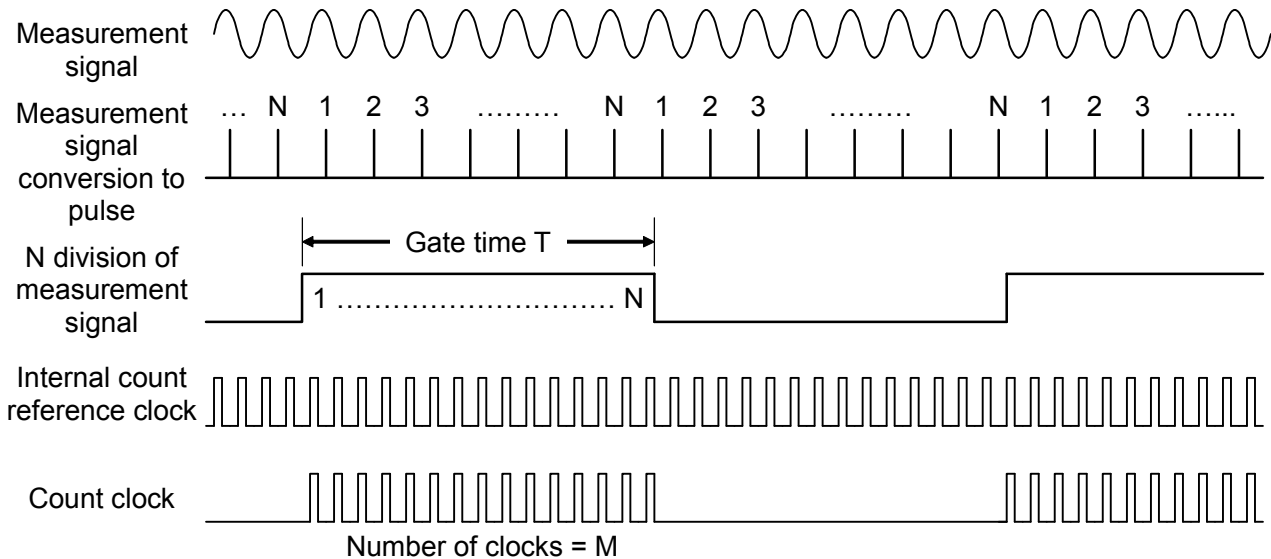 Measurement
signal
Measurement
signal
conversion to
pulse
… N 1 2 3 ……… N 1 2 3 ……… N 1 2 3 …...
N division of
measurement
signal
Gate time T
1 ………………………… N
Internal count
reference clock
Count clock
Number of clocks = M